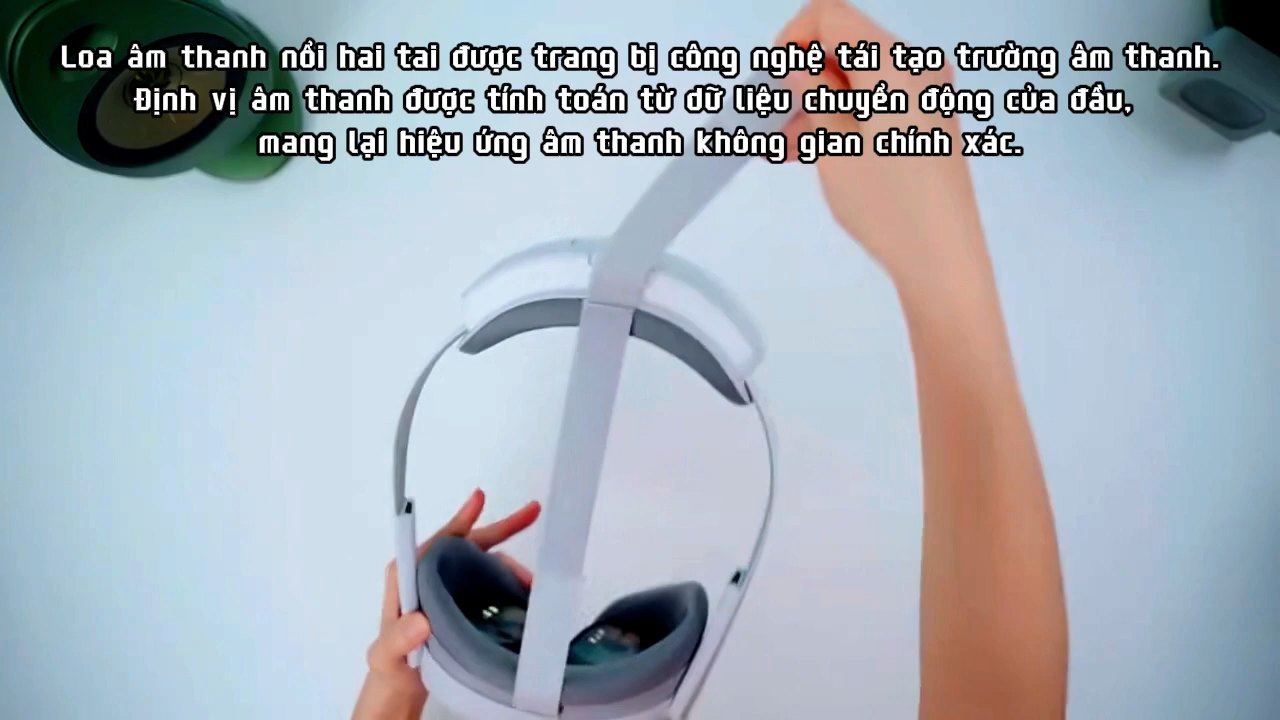 Loa âm thanh nổi hai tai được trang bị công nghệ tái tạo trường âm thanh.
Định vị âm thanh được tính toán từ dữ liệu chuyển động của đầu,
mang lại hiệu ứng âm thanh không gian chính xác.